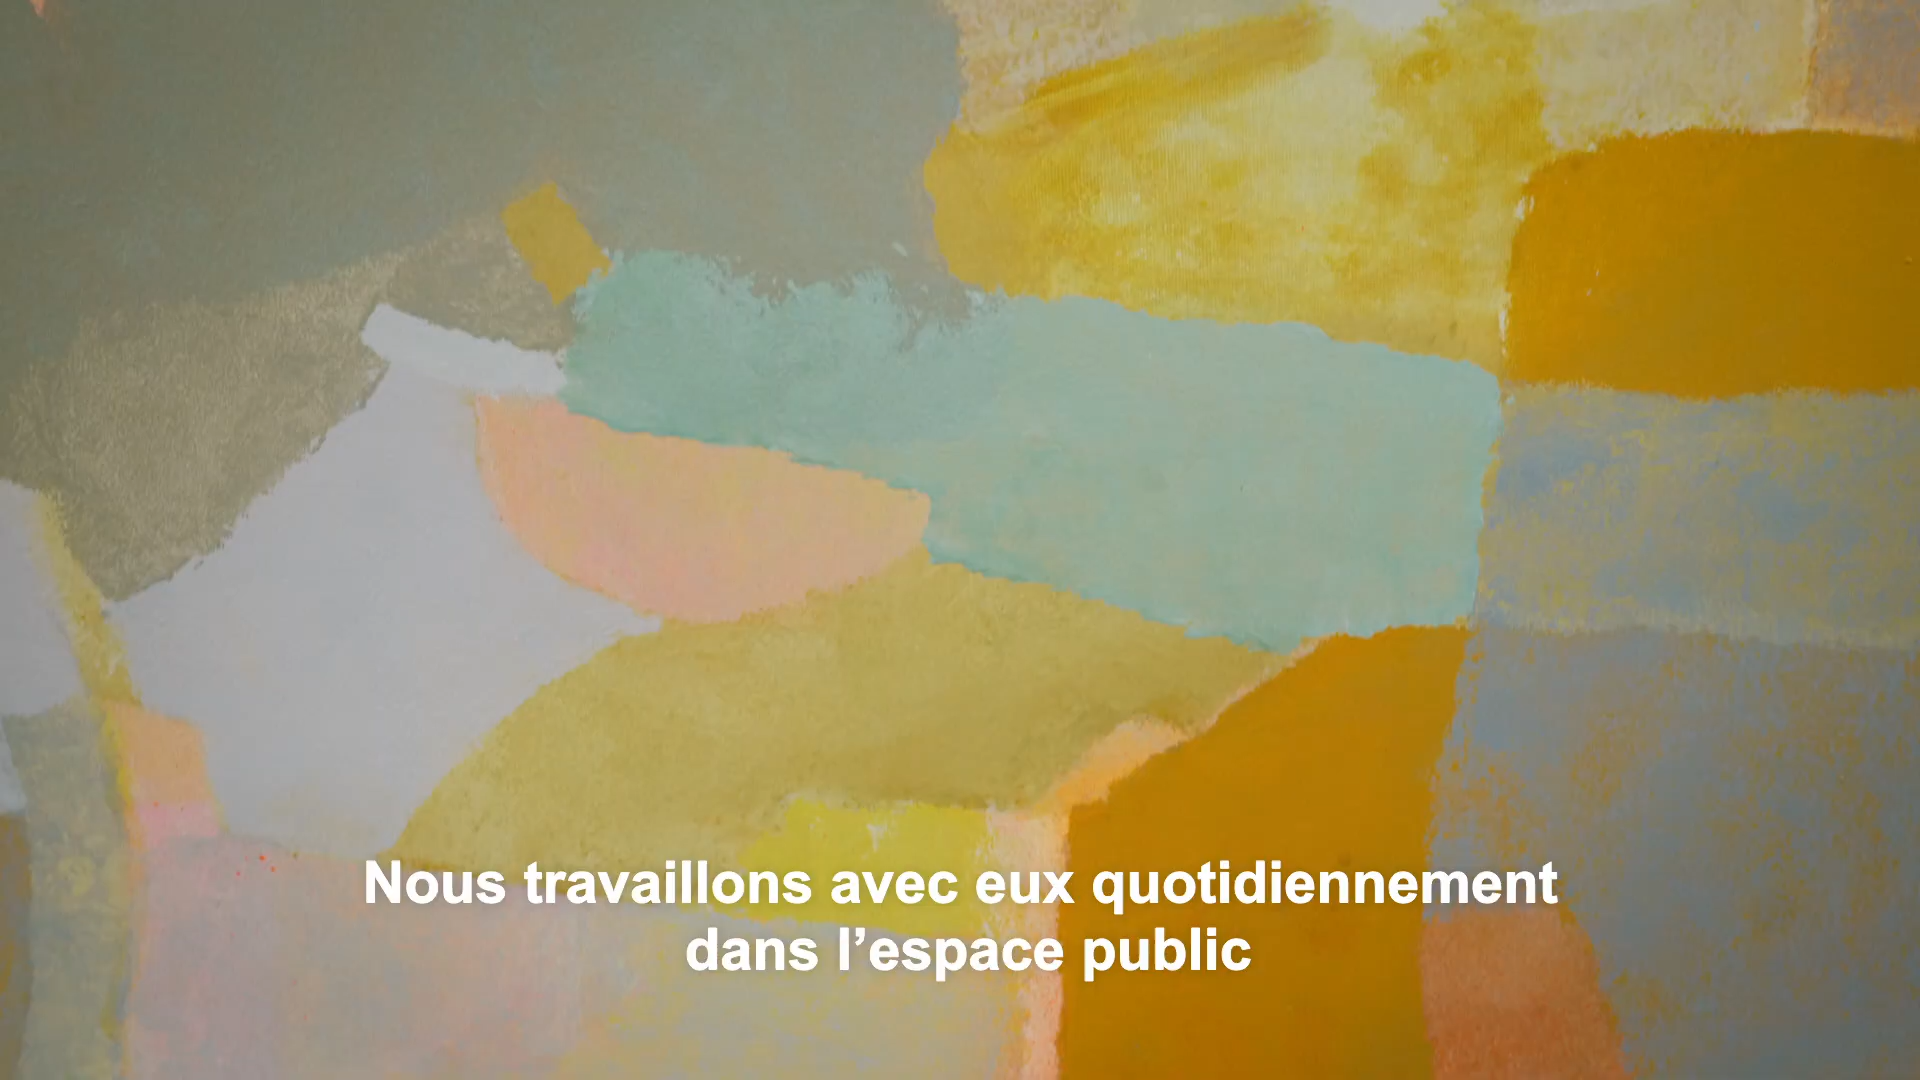 Nous travaillons avec eux quotidiennement
dans l’espace public